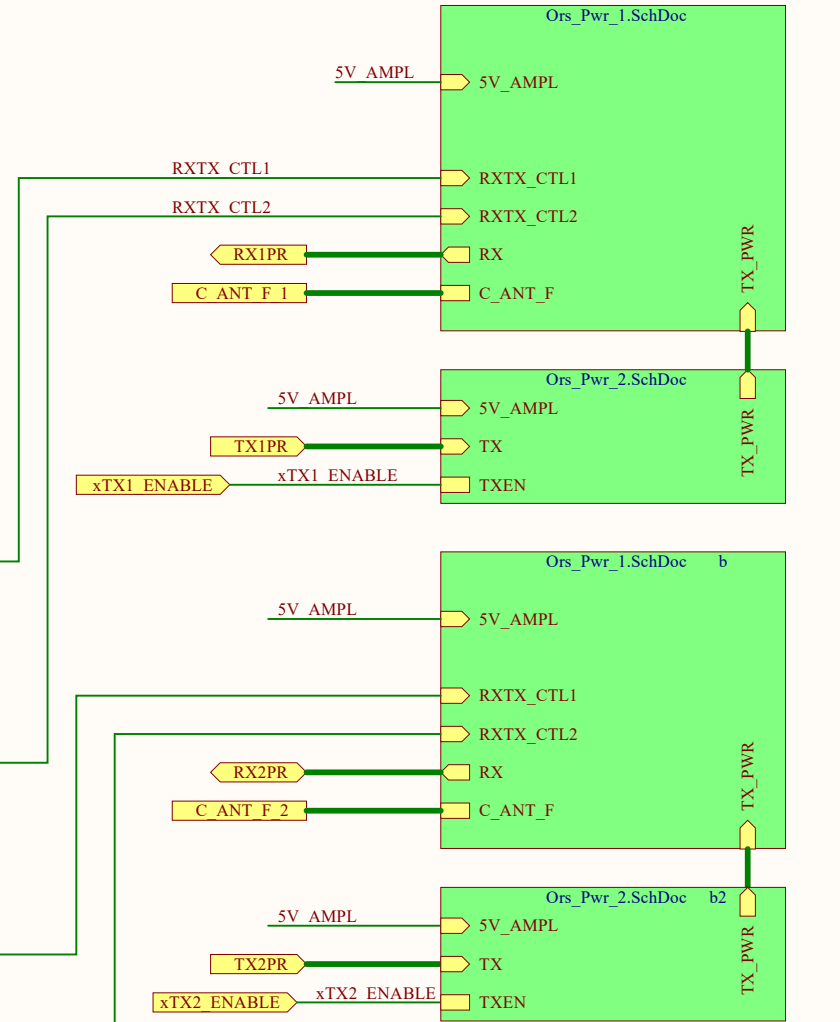 Ors_Pwr_1.SchDoc
5V_AMPL
5V_AMPL
RXTX_CTL1
RXTX_CTL1
RXTX_CTL2
RXTX_CTL2
TX_PWR
RX1PR
RX
C_ANT_F_1
C_ANT_F
Ors_Pwr_2.SchDoc
5V_AMPL
5V_AMPL
TX1PR
TX
TX_PWR
xTX1_ENABLE
xTX1_ENABLE
TXEN
Ors_Pwr_1.SchDoc b
5V_AMPL
5V_AMPL
RXTX_CTL1
RXTX_CTL2
TX_PWR
RX2PR
RX
C_ANT_F_2
C_ANT_F
Ors_Pwr_2.SchDoc b2
5V_AMPL
5V_AMPL
TX2PR
TX
TX_PWR
xTX2_ENABLE
xTX2_ENABLE
TXEN